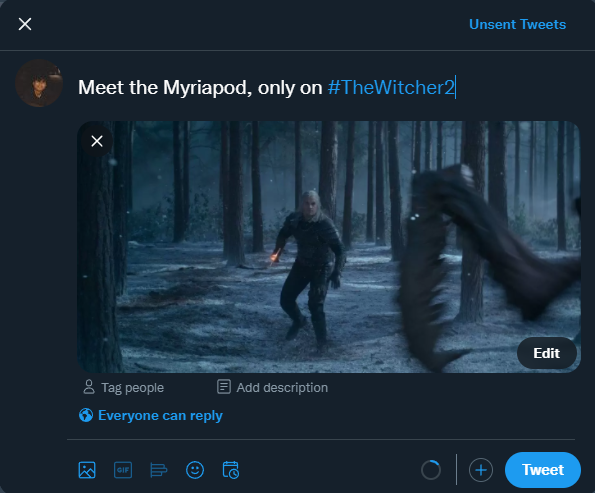 Unsent Tweets
Meet the Myriapod, only on #TheWitcher2
Edit
Tag people
Add description
Everyone can reply
GIF
Tweet